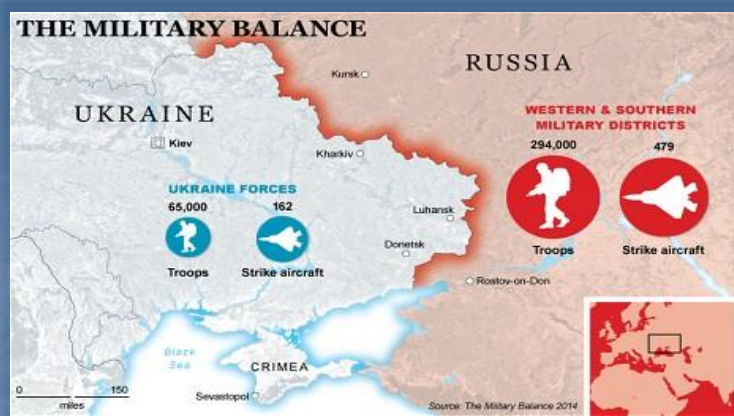 THE MILITARY BALANCE
RUSSIA
Kursk
UKRAINE
Kiev
Kharkiv
WESTERN & SOUTHERN
MILITARY DISTRICTS
294,000
479
Troops
Strike aircraft
UKRAINE FORCES
65,000
162
Troops
Strike aircraft
Luhansk
Donetsk
Rostov-on-Don
Black
Sea
CRIMEA
Sevastopol
0
150
miles
Source: The Military Balance 2014